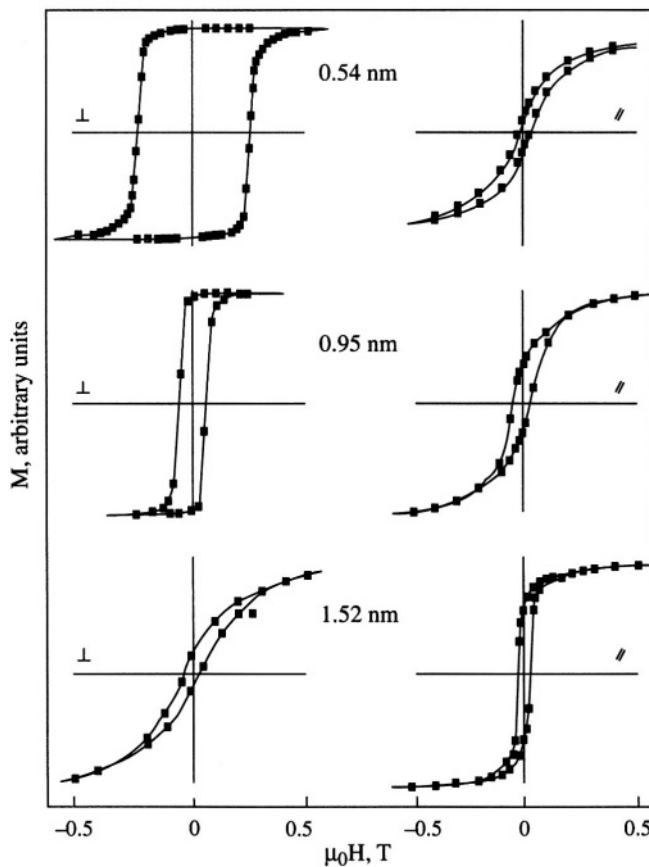 0.54 nm
⊥
//
0.95 nm
⊥
//
1.52 nm
⊥
//
M, arbitrary units
−0.5 0 0.5 −0.5 0 0.5
μ₀H, T